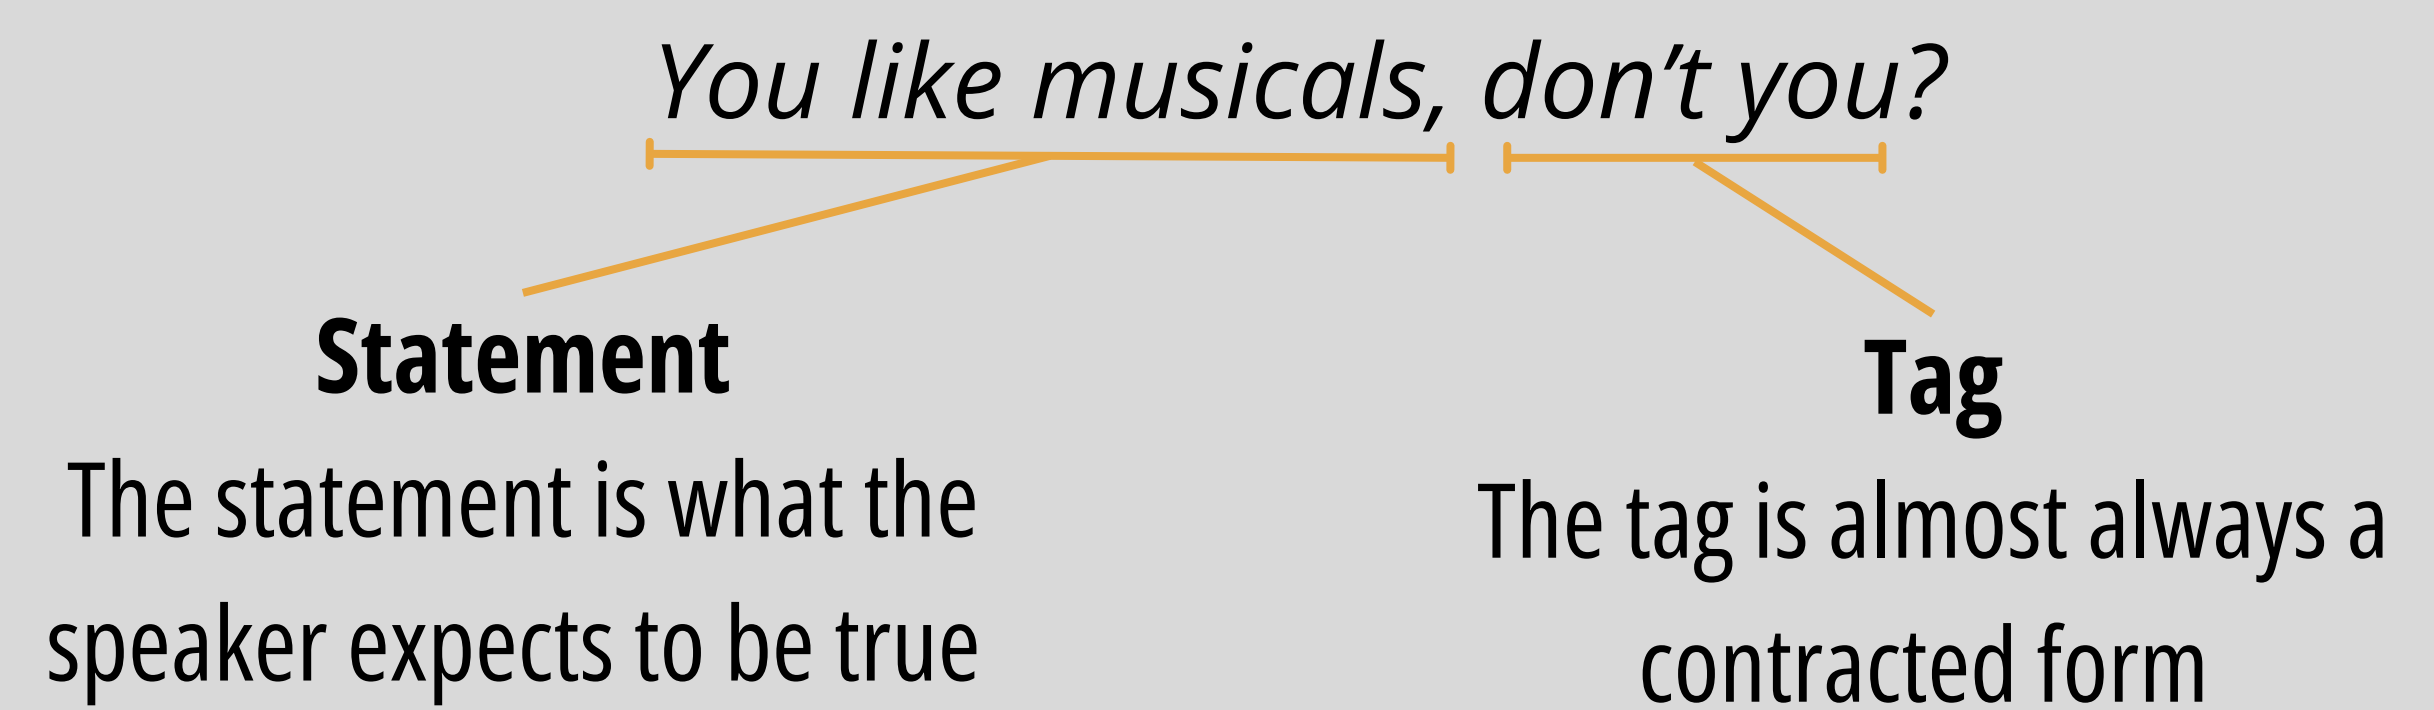 You like musicals, don’t you?
Statement
The statement is what the
speaker expects to be true
Tag
The tag is almost always a
contracted form